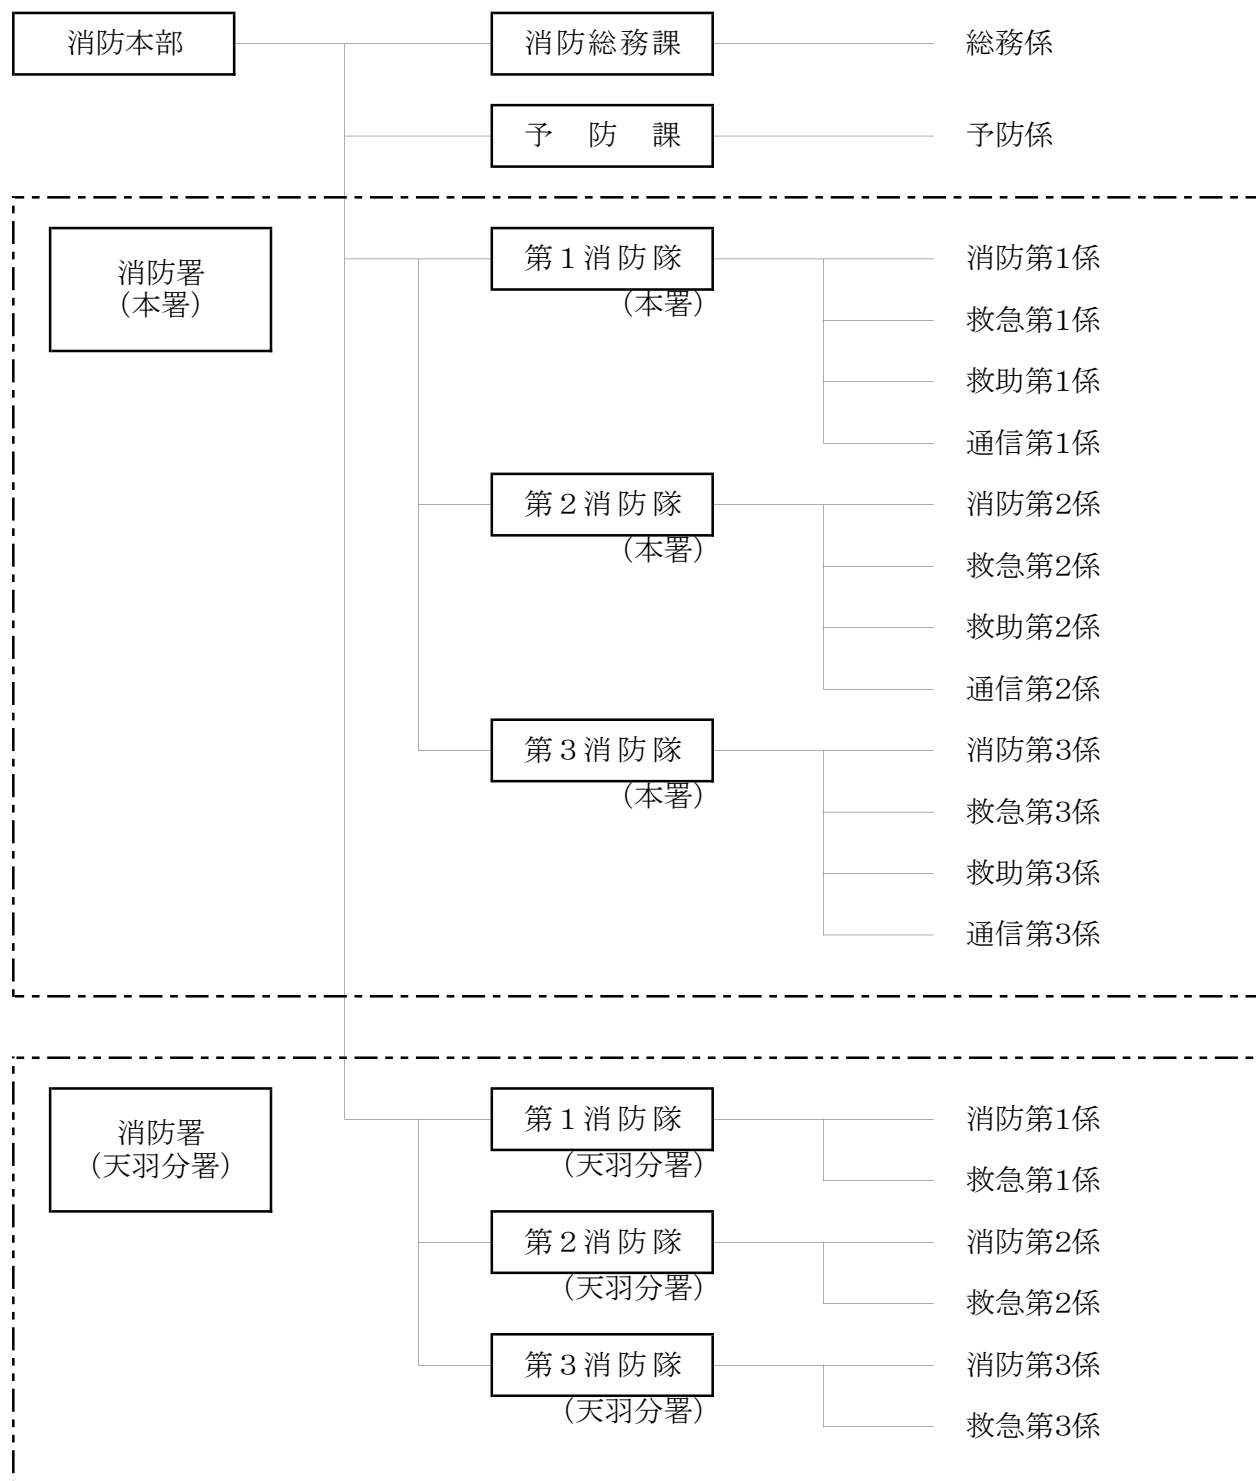 消防本部
消防総務課
総務係
予防課
予防係
消防署
（本署）
第１消防隊
（本署）
消防第1係
救急第1係
救助第1係
通信第1係
第２消防隊
（本署）
消防第2係
救急第2係
救助第2係
通信第2係
第３消防隊
（本署）
消防第3係
救急第3係
救助第3係
通信第3係
消防署
（天羽分署）
第１消防隊
（天羽分署）
消防第1係
救急第1係
第２消防隊
（天羽分署）
消防第2係
救急第2係
第３消防隊
（天羽分署）
消防第3係
救急第3係